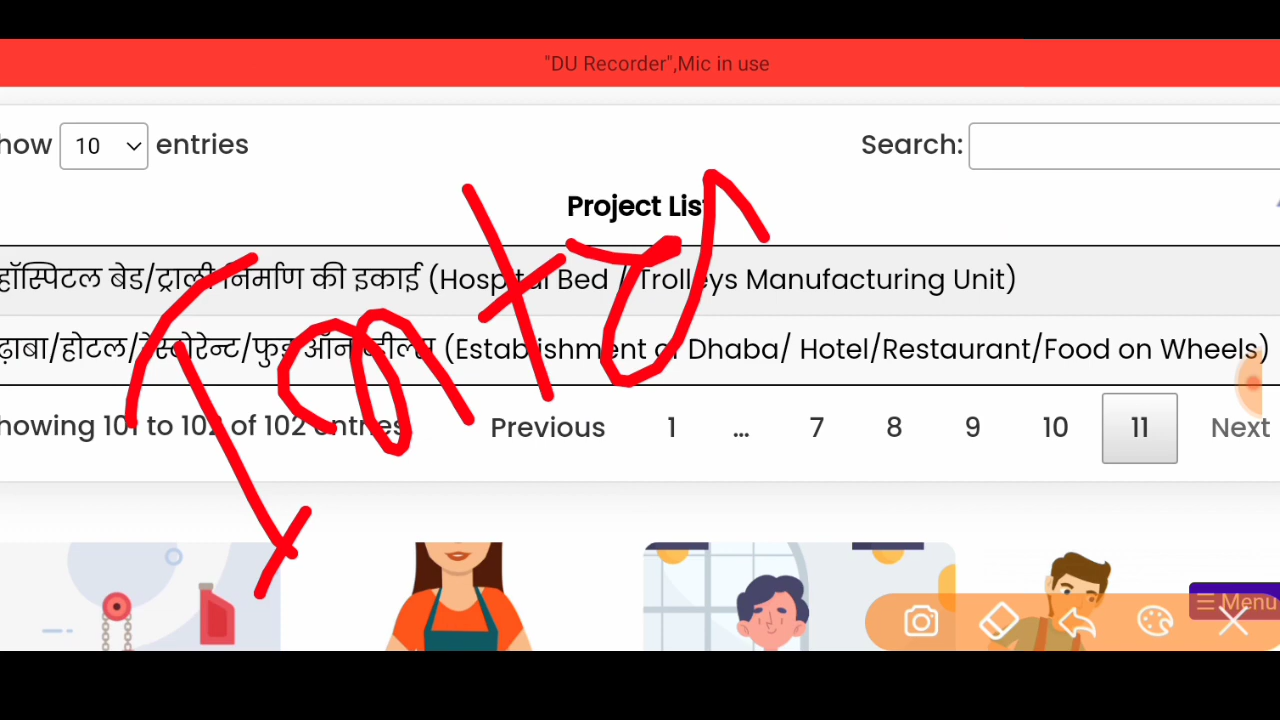 "DU Recorder",Mic in use
how 10 entries Search:
Project List
हॉस्पिटल बेड/ट्राली निर्माण की इकाई (Hospital Bed / Trolleys Manufacturing Unit)
ढ़ाबा/होटल/रेस्टोरेन्ट/फुड ऑन व्हील्स (Establishment of Dhaba/ Hotel/Restaurant/Food on Wheels)
howing 101 to 102 of 102 entries Previous 1 ... 7 8 9 10 11 Next
Menu